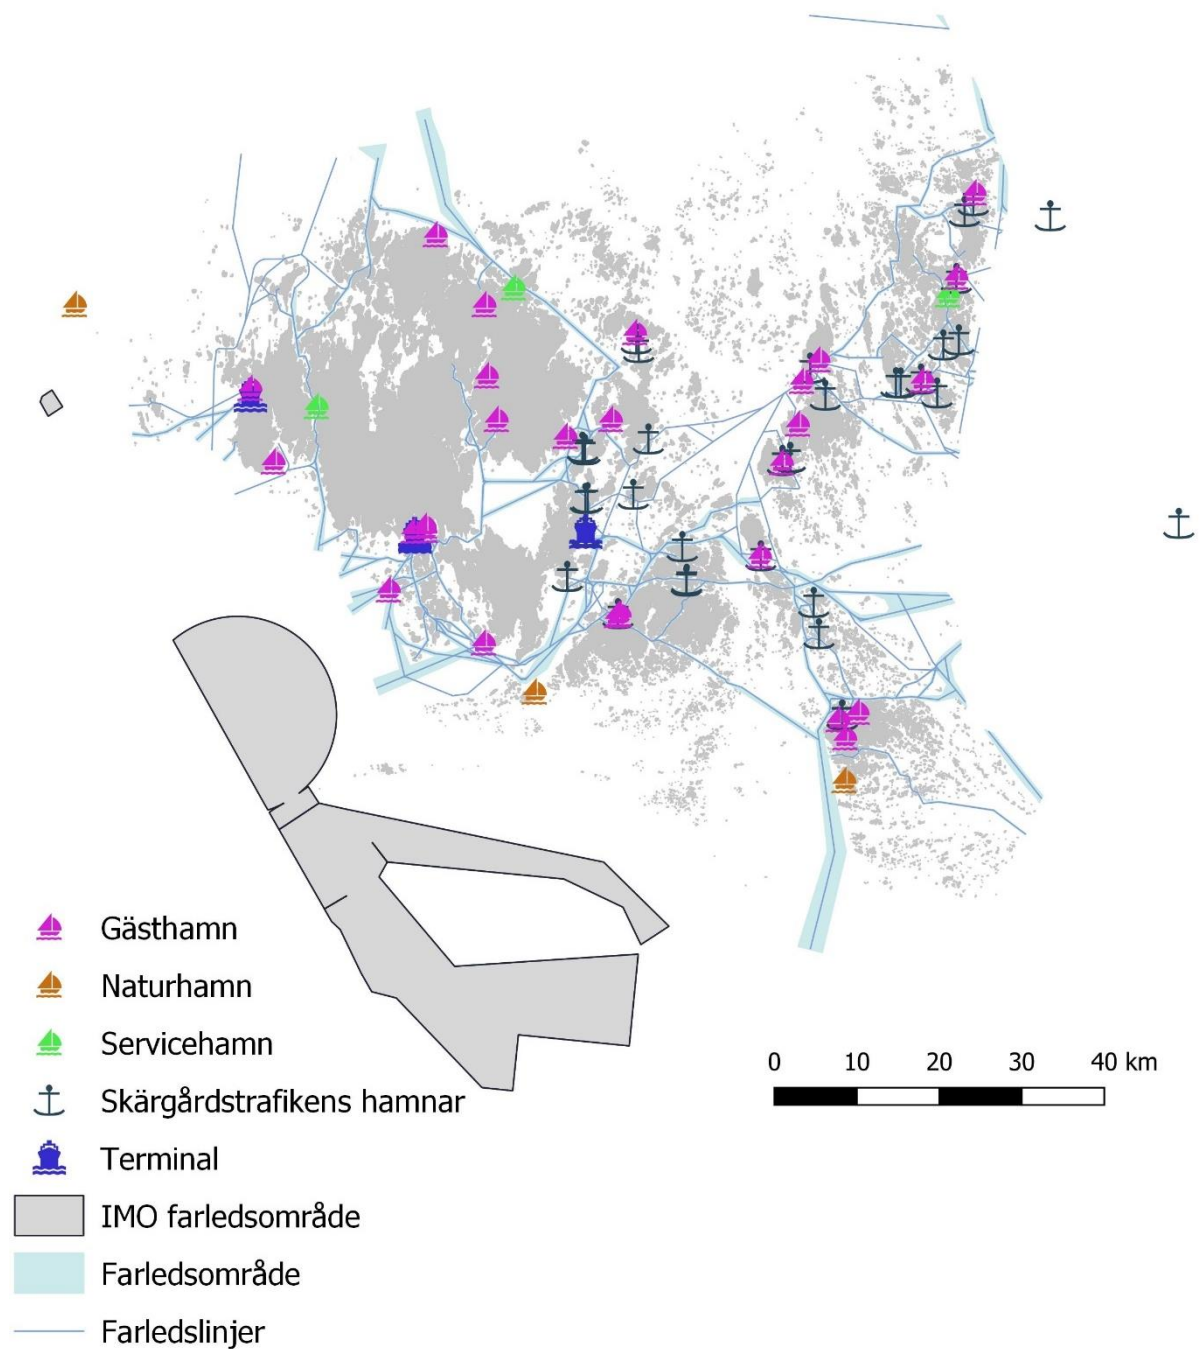 Gästhamn
Naturhamn
Servicehamn
Skärgårdstrafikens hamnar
Terminal
IMO farledsområde
Farledsområde
Farledslinjer
0 10 20 30 40 km